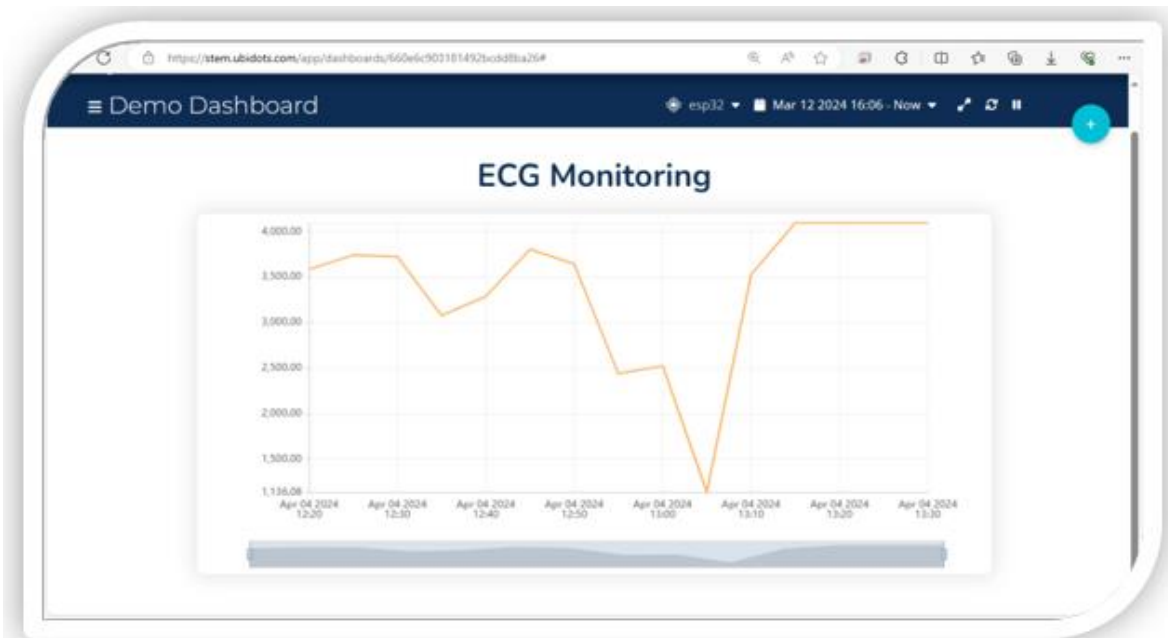 https://stem.ubidots.com/app/dashboards/
Demo Dashboard
esp32
Mar 12 2024 16:06 - Now
ECG Monitoring
4,000.00
3,500.00
3,000.00
2,500.00
2,000.00
1,500.00
1,136.08
Apr 04 2024 Apr 04 2024 Apr 04 2024 Apr 04 2024 Apr 04 2024 Apr 04 2024 Apr 04 2024 Apr 04 2024
12:20 12:30 12:40 12:50 13:00 13:10 13:20 13:30